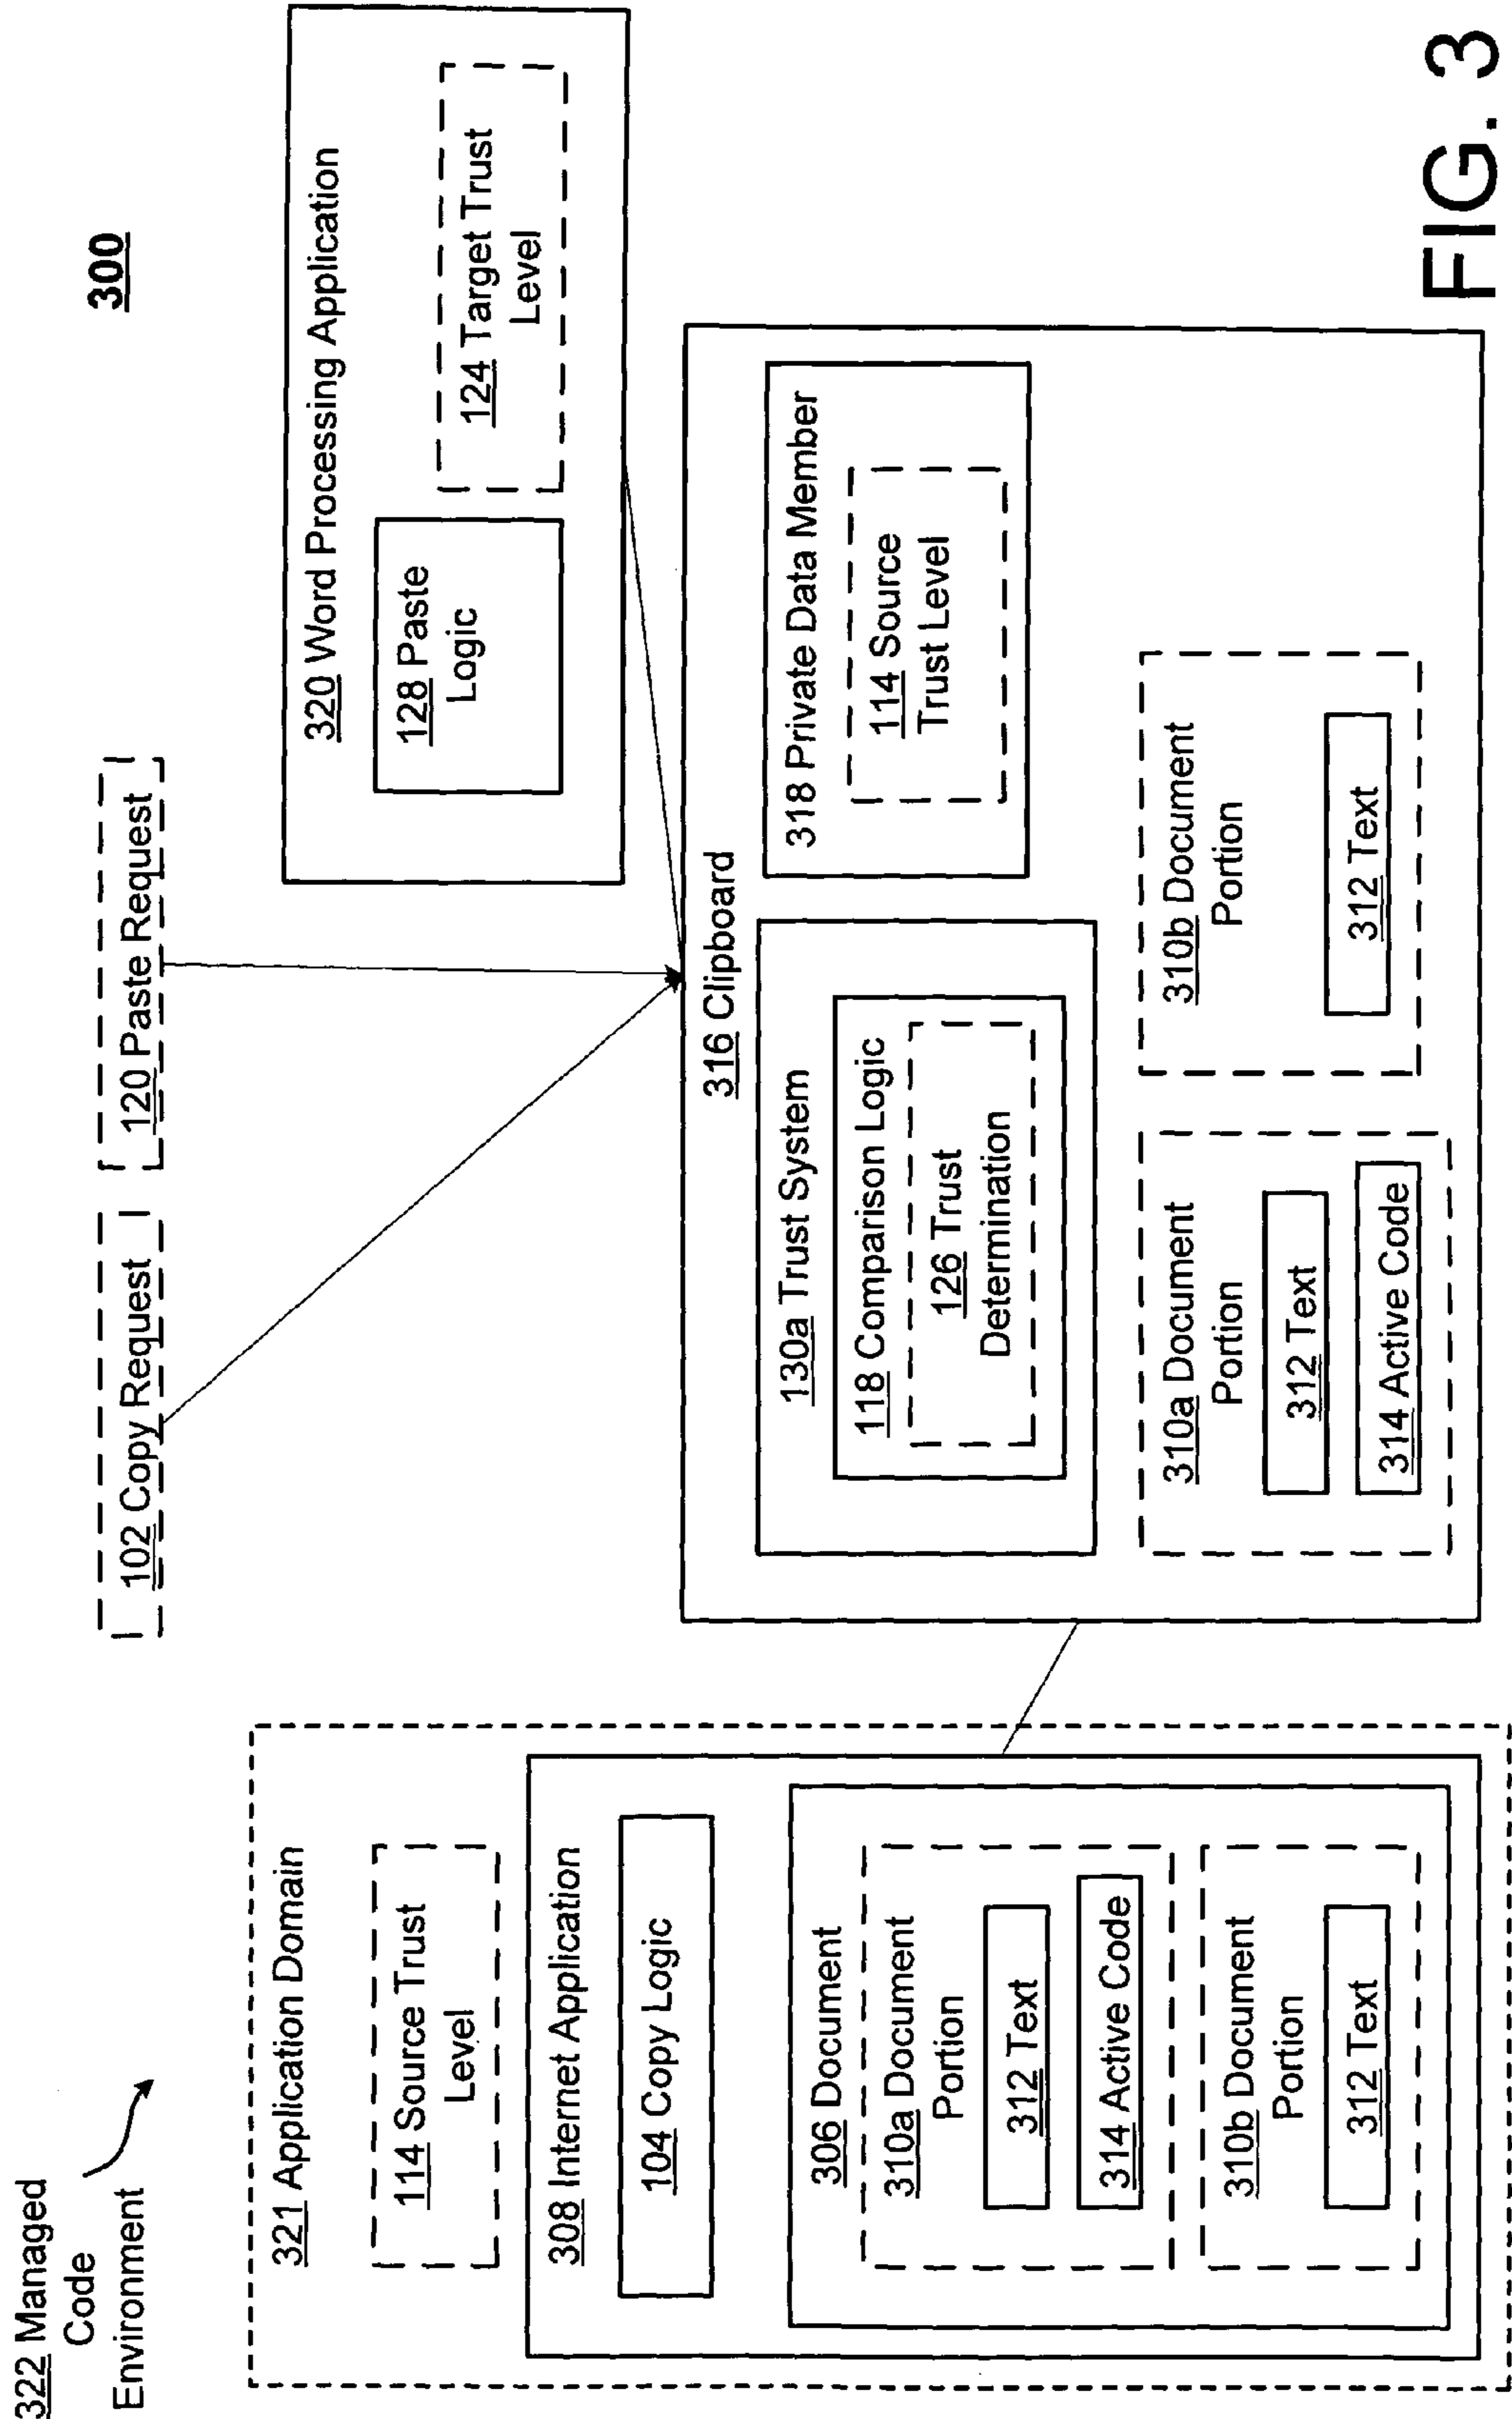 322 Managed
Code
Environment
300
102 Copy Request
120 Paste Request
321 Application Domain
114 Source Trust
Level
308 Internet Application
104 Copy Logic
306 Document
310a Document
Portion
312 Text
314 Active Code
310b Document
Portion
312 Text
316 Clipboard
130a Trust System
118 Comparison Logic
126 Trust
Determination
318 Private Data Member
114 Source
Trust Level
310a Document
Portion
312 Text
314 Active Code
310b Document
Portion
312 Text
320 Word Processing Application
128 Paste
Logic
124 Target Trust
Level
FIG. 3